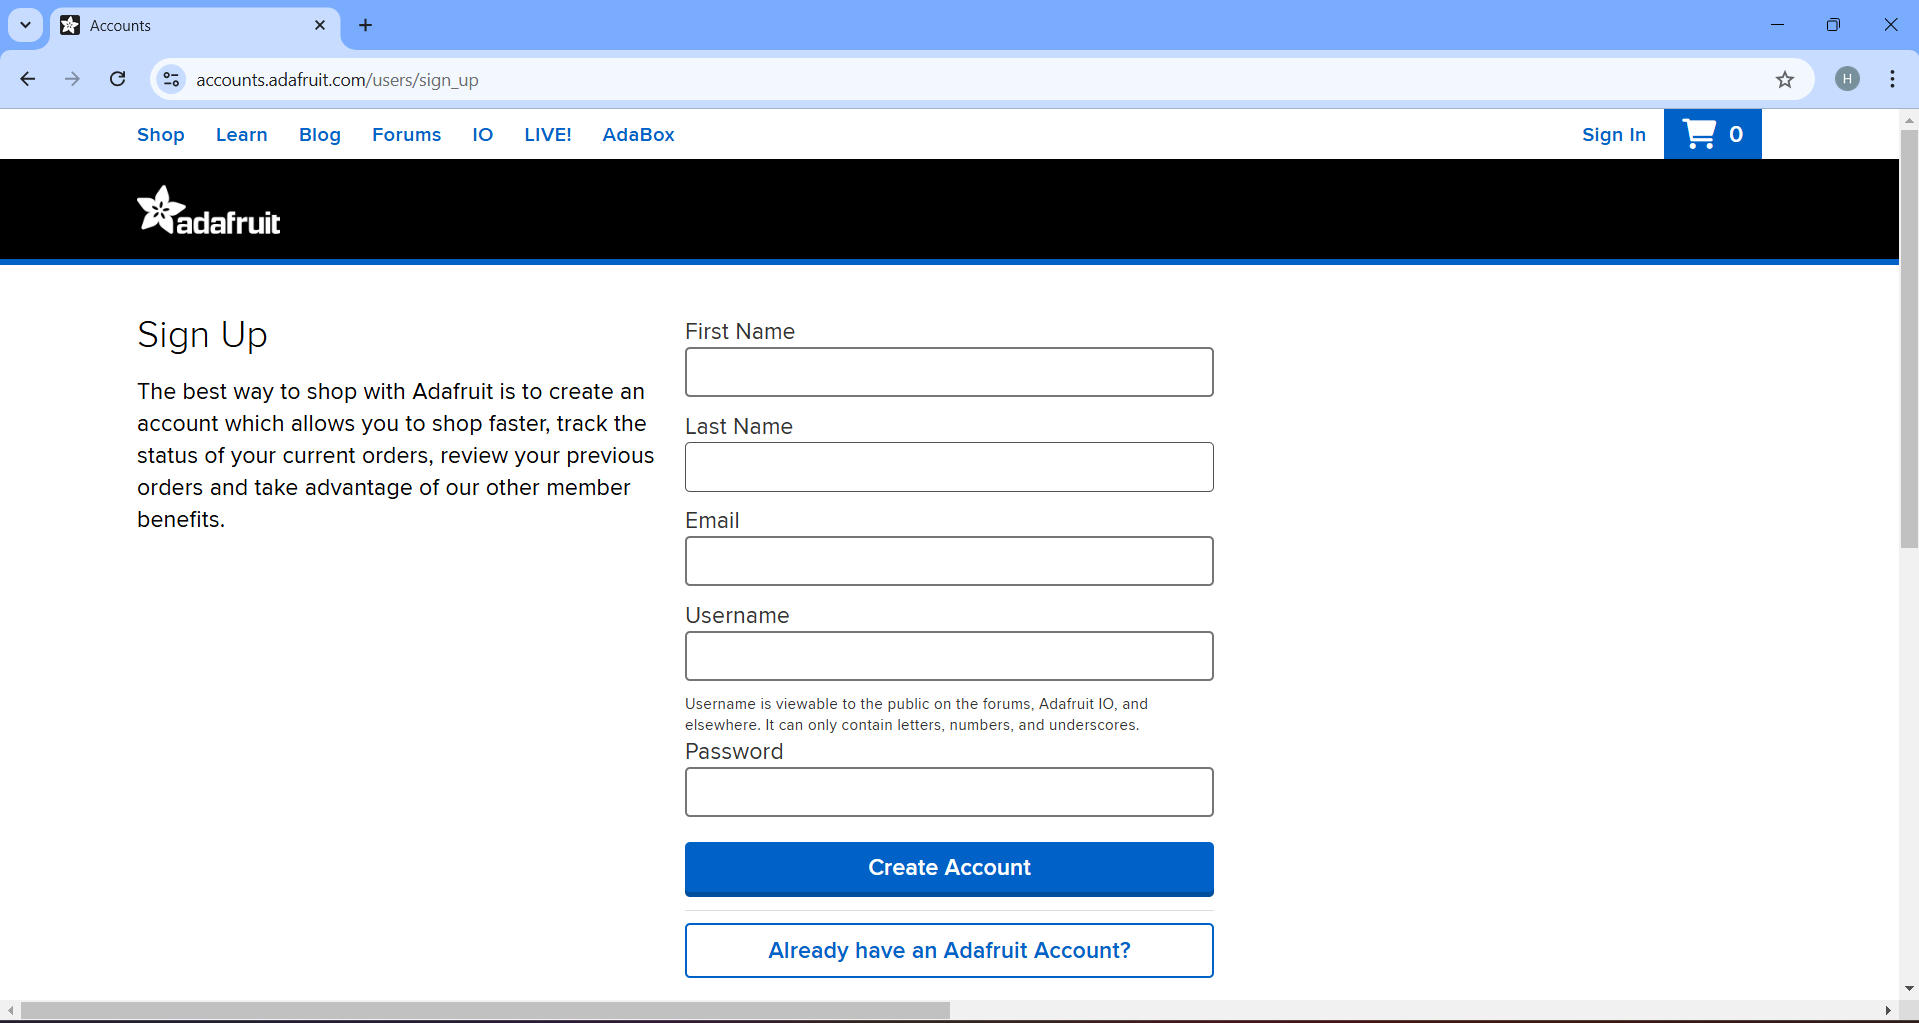 Accounts
accounts.adafruit.com/users/sign_up
H
Shop Learn Blog Forums IO LIVE! AdaBox Sign In 0
adafruit
Sign Up
The best way to shop with Adafruit is to create an
account which allows you to shop faster, track the
status of your current orders, review your previous
orders and take advantage of our other member
benefits.
First Name
Last Name
Email
Username
Username is viewable to the public on the forums, Adafruit IO, and
elsewhere. It can only contain letters, numbers, and underscores.
Password
Create Account
Already have an Adafruit Account?